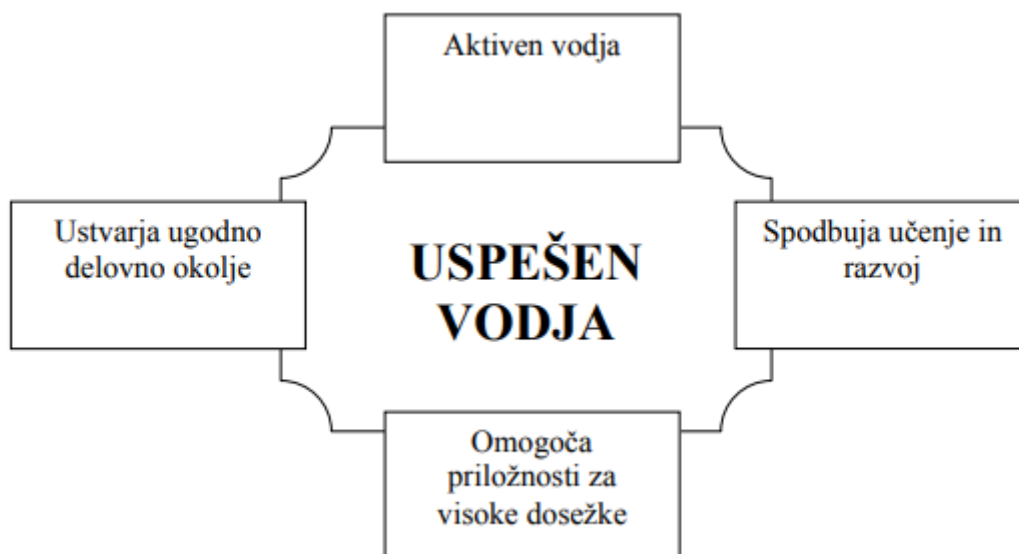 Aktiven vodja
Ustvarja ugodno
delovno okolje
USPEŠEN
VODJA
Spodbuja učenje in
razvoj
Omogoča
priložnosti za
visoke dosežke